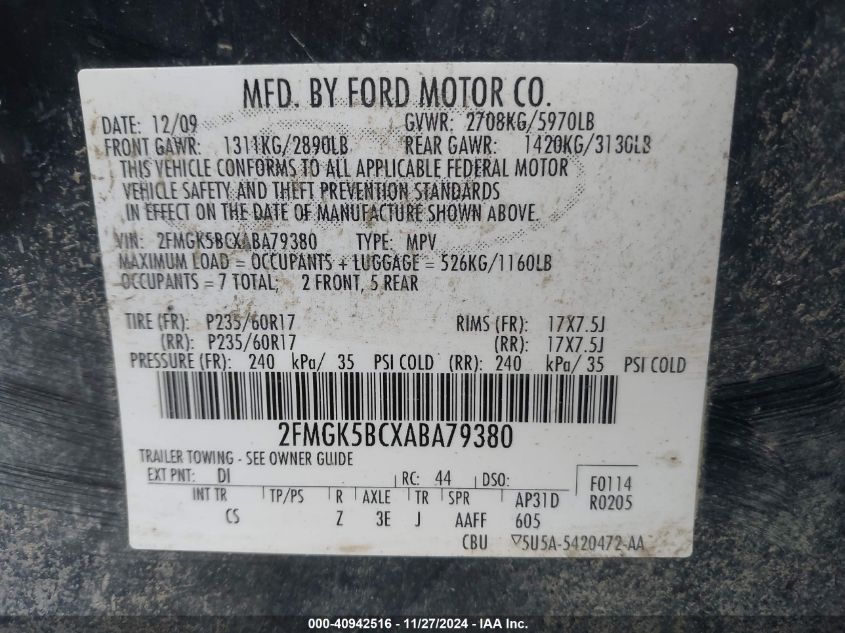 MFD. BY FORD MOTOR CO.
DATE: 12/09 GVWR: 2708KG/5970LB
FRONT GAWR: 1311KG/2890LB REAR GAWR: 1420KG/3130LB
THIS VEHICLE CONFORMS TO ALL APPLICABLE FEDERAL MOTOR
VEHICLE SAFETY AND THEFT PREVENTION STANDARDS
IN EFFECT ON THE DATE OF MANUFACTURE SHOWN ABOVE.
VIN: 2FMGK5BCXABA79380 TYPE: MPV
MAXIMUM LOAD = OCCUPANTS + LUGGAGE = 526KG/1160LB
OCCUPANTS = 7 TOTAL; 2 FRONT, 5 REAR
TIRE (FR): P235/60R17 RIMS (FR): 17X7.5J
(RR): P235/60R17 (RR): 17X7.5J
PRESSURE (FR): 240 kPa/ 35 PSI COLD (RR): 240 kPa/ 35 PSI COLD
2FMGK5BCXABA79380
TRAILER TOWING - SEE OWNER GUIDE
EXT PNT: DI RC: 44 DSO: F0114
INT TR TP/PS R AXLE TR SPR AP31D R0205
CS Z 3E J AAFF 605
CBU ▽5U5A-5420472-AA
000-40942516 - 11/27/2024 - IAA Inc.